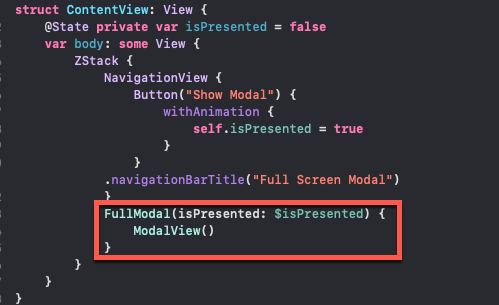 struct ContentView: View {
@State private var isPresented = false
var body: some View {
ZStack {
NavigationView {
Button("Show Modal") {
withAnimation {
self.isPresented = true
}
}
.navigationBarTitle("Full Screen Modal")
}
FullModal(isPresented: $isPresented) {
ModalView()
}
}
}
}